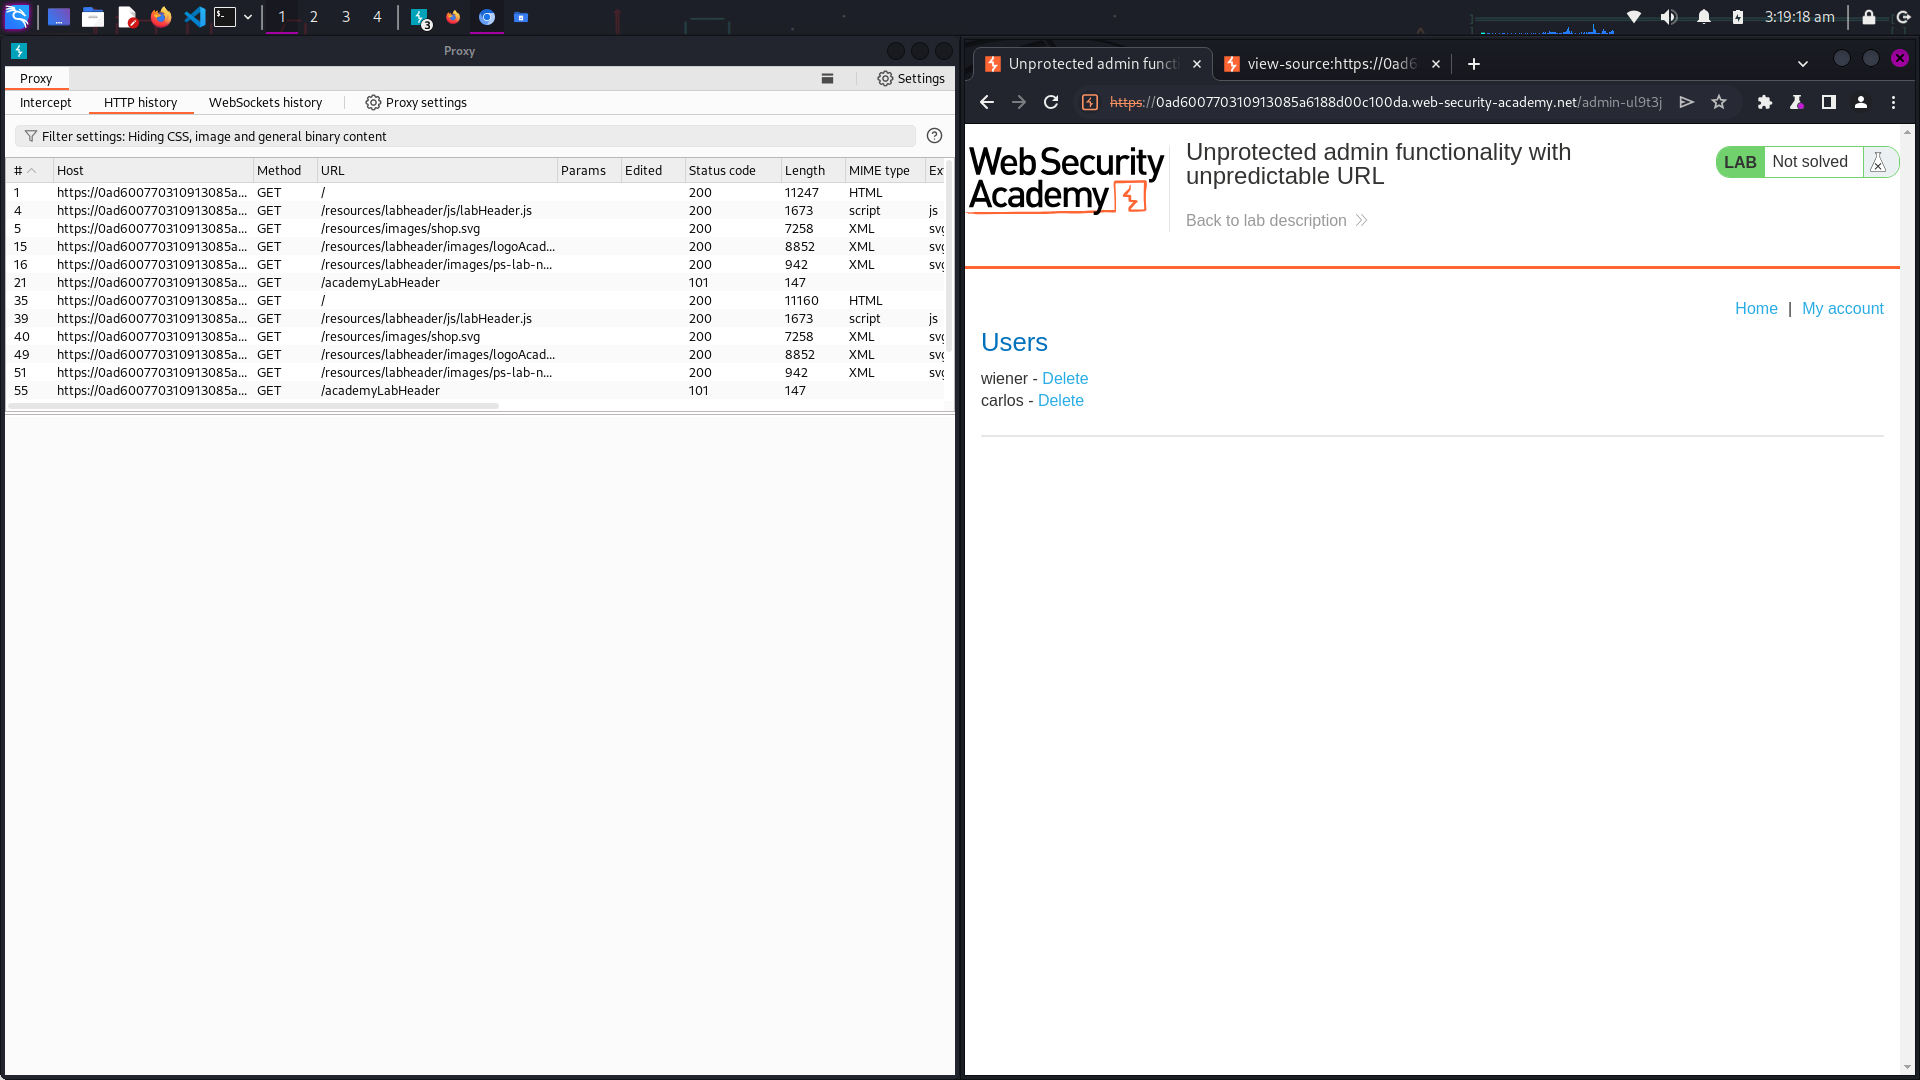 1 2 3 4 3 3:19:18 am
Proxy
Proxy Settings
Intercept HTTP history WebSockets history Proxy settings
Filter settings: Hiding CSS, image and general binary content
# Host Method URL Params Edited Status code Length MIME type Ex
1 https://0ad600770310913085a... GET / 200 11247 HTML
4 https://0ad600770310913085a... GET /resources/labheader/js/labHeader.js 200 1673 script js
5 https://0ad600770310913085a... GET /resources/images/shop.svg 200 7258 XML svg
15 https://0ad600770310913085a... GET /resources/labheader/images/logoAcad... 200 8852 XML svg
16 https://0ad600770310913085a... GET /resources/labheader/images/ps-lab-n... 200 942 XML svg
21 https://0ad600770310913085a... GET /academyLabHeader 101 147
35 https://0ad600770310913085a... GET / 200 11160 HTML
39 https://0ad600770310913085a... GET /resources/labheader/js/labHeader.js 200 1673 script js
40 https://0ad600770310913085a... GET /resources/images/shop.svg 200 7258 XML svg
49 https://0ad600770310913085a... GET /resources/labheader/images/logoAcad... 200 8852 XML svg
51 https://0ad600770310913085a... GET /resources/labheader/images/ps-lab-n... 200 942 XML svg
55 https://0ad600770310913085a... GET /academyLabHeader 101 147
Unprotected admin functi view-source:https://0ad6
https://0ad600770310913085a6188d00c100da.web-security-academy.net/admin-ul9t3j
WebSecurity
Academy
Unprotected admin functionality with
unpredictable URL
Back to lab description
LAB Not solved
Home | My account
Users
wiener - Delete
carlos - Delete